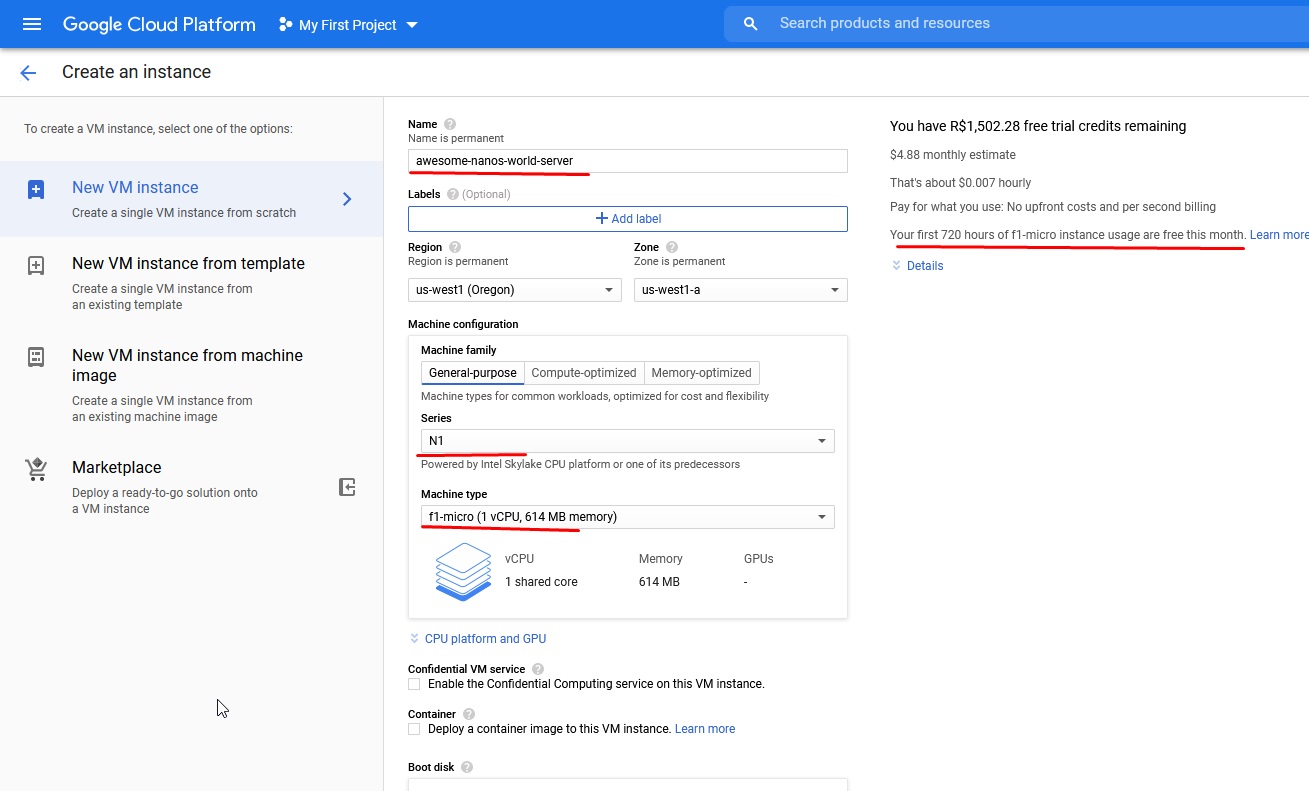 Google Cloud Platform
My First Project
Search products and resources
Create an instance
To create a VM instance, select one of the options:
New VM instance
Create a single VM instance from scratch
New VM instance from template
Create a single VM instance from
an existing template
New VM instance from machine
image
Create a single VM instance from
an existing machine image
Marketplace
Deploy a ready-to-go solution onto
a VM instance
Name ?
Name is permanent
awesome-nanos-world-server
Labels ? (Optional)
Add label
Region ?
Region is permanent
us-west1 (Oregon)
Zone ?
Zone is permanent
us-west1-a
Machine configuration
Machine family
General-purpose
Compute-optimized
Memory-optimized
Machine types for common workloads, optimized for cost and flexibility
Series
N1
Powered by Intel Skylake CPU platform or one of its predecessors
Machine type
f1-micro (1 vCPU, 614 MB memory)
vCPU
Memory
GPUs
1 shared core
614 MB
-
CPU platform and GPU
Confidential VM service ?
Enable the Confidential Computing service on this VM instance.
Container ?
Deploy a container image to this VM instance. Learn more
Boot disk ?
You have R$1,502.28 free trial credits remaining
$4.88 monthly estimate
That's about $0.007 hourly
Pay for what you use: No upfront costs and per second billing
Your first 720 hours of f1-micro instance usage are free this month. Learn more
Details